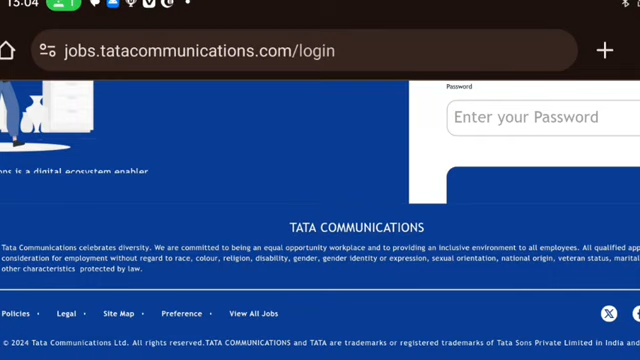 15:04
1
jobs.tatacommunications.com/login
Password
Enter your Password
is a digital ecosystem enabler
TATA COMMUNICATIONS
Tata Communications celebrates diversity. We are committed to being an equal opportunity workplace and to providing an inclusive environment to all employees. All qualified
consideration for employment without regard to race, colour, religion, disability, gender, gender identity or expression, sexual orientation, national origin, veteran status,
other characteristics protected by law.
Policies
Legal
Site Map
Preference
View All Jobs
© 2024 Tata Communications Ltd. All rights reserved.TATA COMMUNICATIONS and TATA are trademarks or registered trademarks of Tata Sons Private Limited in India and